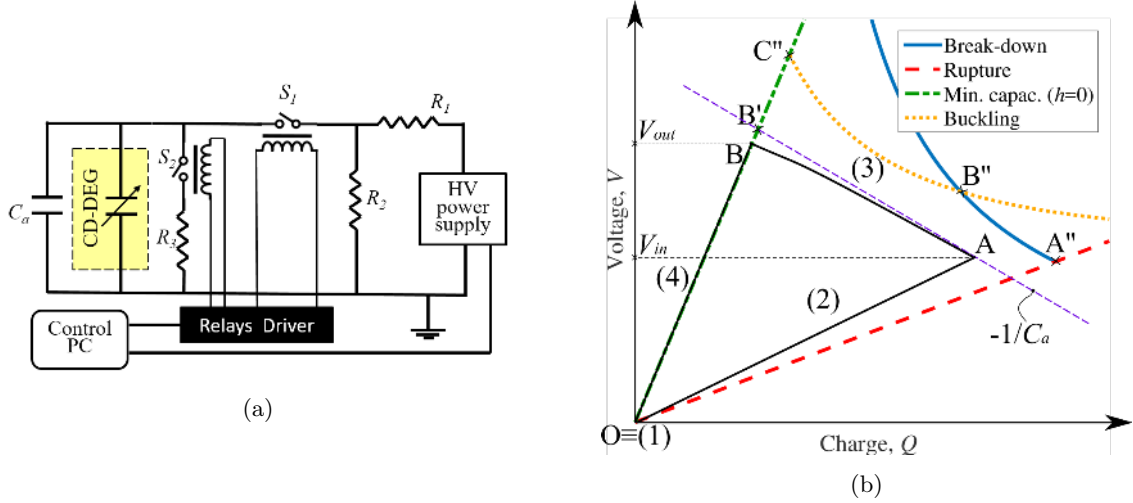 S₁
R₁
S₂
Cₐ
CD-DEG
R₃
R₂
HV
power
supply
Relays Driver
Control
PC
(a)
Voltage, V
Vout
Vin
C"
B'
B
(3)
B"
A
A"
(4)
(2)
-1/Cₐ
O≡(1)
Charge, Q
Break-down
Rupture
Min. capac. (h=0)
Buckling
(b)